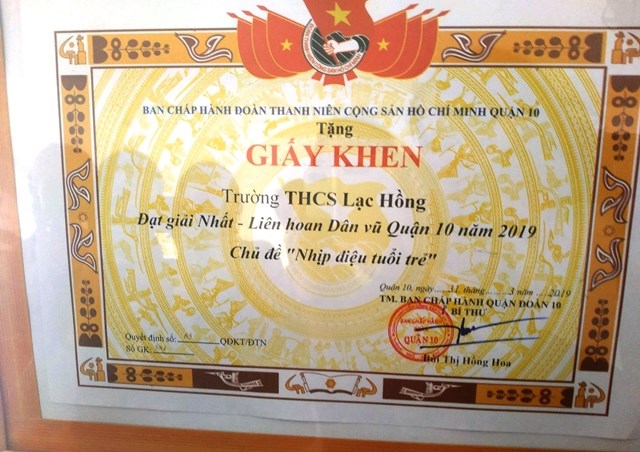 BAN CHẤP HÀNH ĐOÀN THANH NIÊN CỘNG SẢN HỒ CHÍ MINH QUẬN 10
Tặng
GIẤY KHEN
Trường THCS Lạc Hồng
Đạt giải Nhất - Liên hoan Dân vũ Quận 10 năm 2019
Chủ đề "Nhịp điệu tuổi trẻ"
Quận 10, ngày 31 tháng 3 năm 2019
TM. BAN CHẤP HÀNH QUẬN ĐOÀN 10
BÍ THƯ
BAN CHẤP HÀNH
QUẬN 10
Bùi Thị Hồng Hoa
Quyết định số: QĐKT/ĐTN
Số GK: